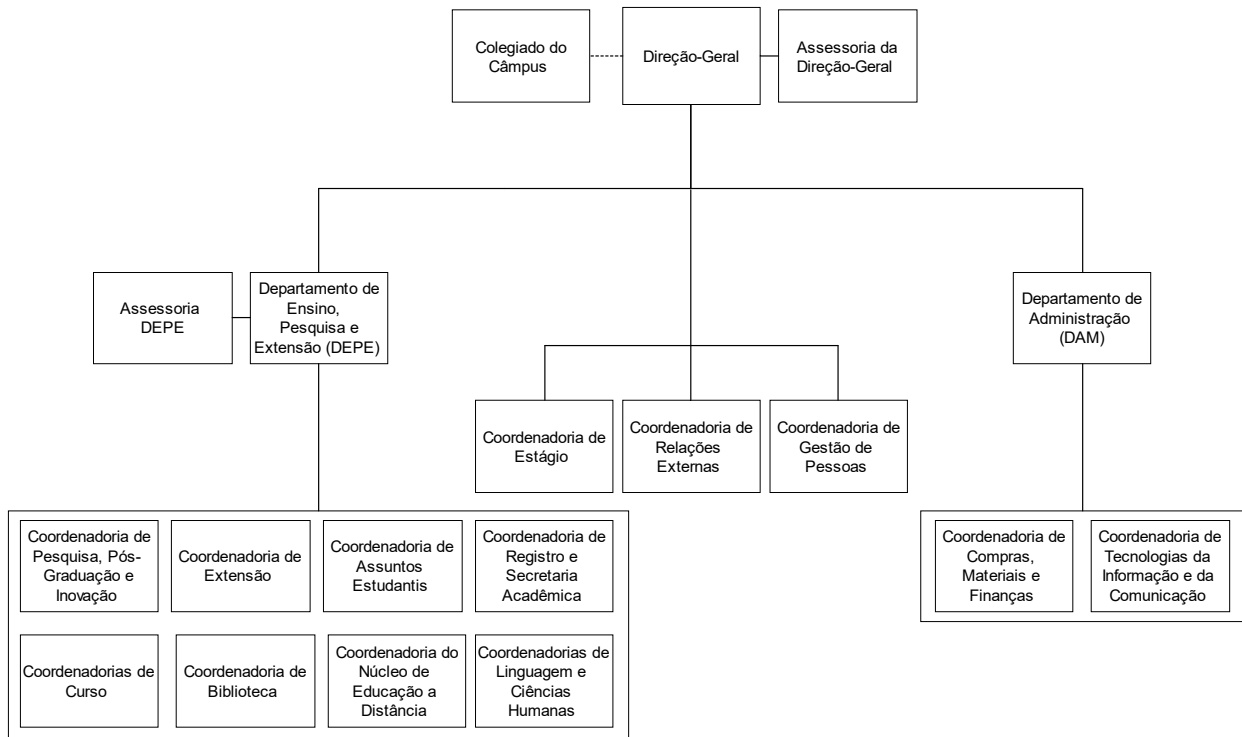 Colegiado do
Câmpus
Direção-Geral
Assessoria da
Direção-Geral
Assessoria
DEPE
Departamento de
Ensino,
Pesquisa e
Extensão (DEPE)
Departamento de
Administração
(DAM)
Coordenadoria de
Estágio
Coordenadoria de
Relações
Externas
Coordenadoria de
Gestão de
Pessoas
Coordenadoria de
Pesquisa, Pós-
Graduação e
Inovação
Coordenadoria de
Extensão
Coordenadoria de
Assuntos
Estudantis
Coordenadoria de
Registro e
Secretaria
Acadêmica
Coordenadoria de
Compras,
Materiais e
Finanças
Coordenadoria de
Tecnologias da
Informação e da
Comunicação
Coordenadorias de
Curso
Coordenadoria de
Biblioteca
Coordenadoria do
Núcleo de
Educação a
Distância
Coordenadorias de
Linguagem e
Ciências
Humanas